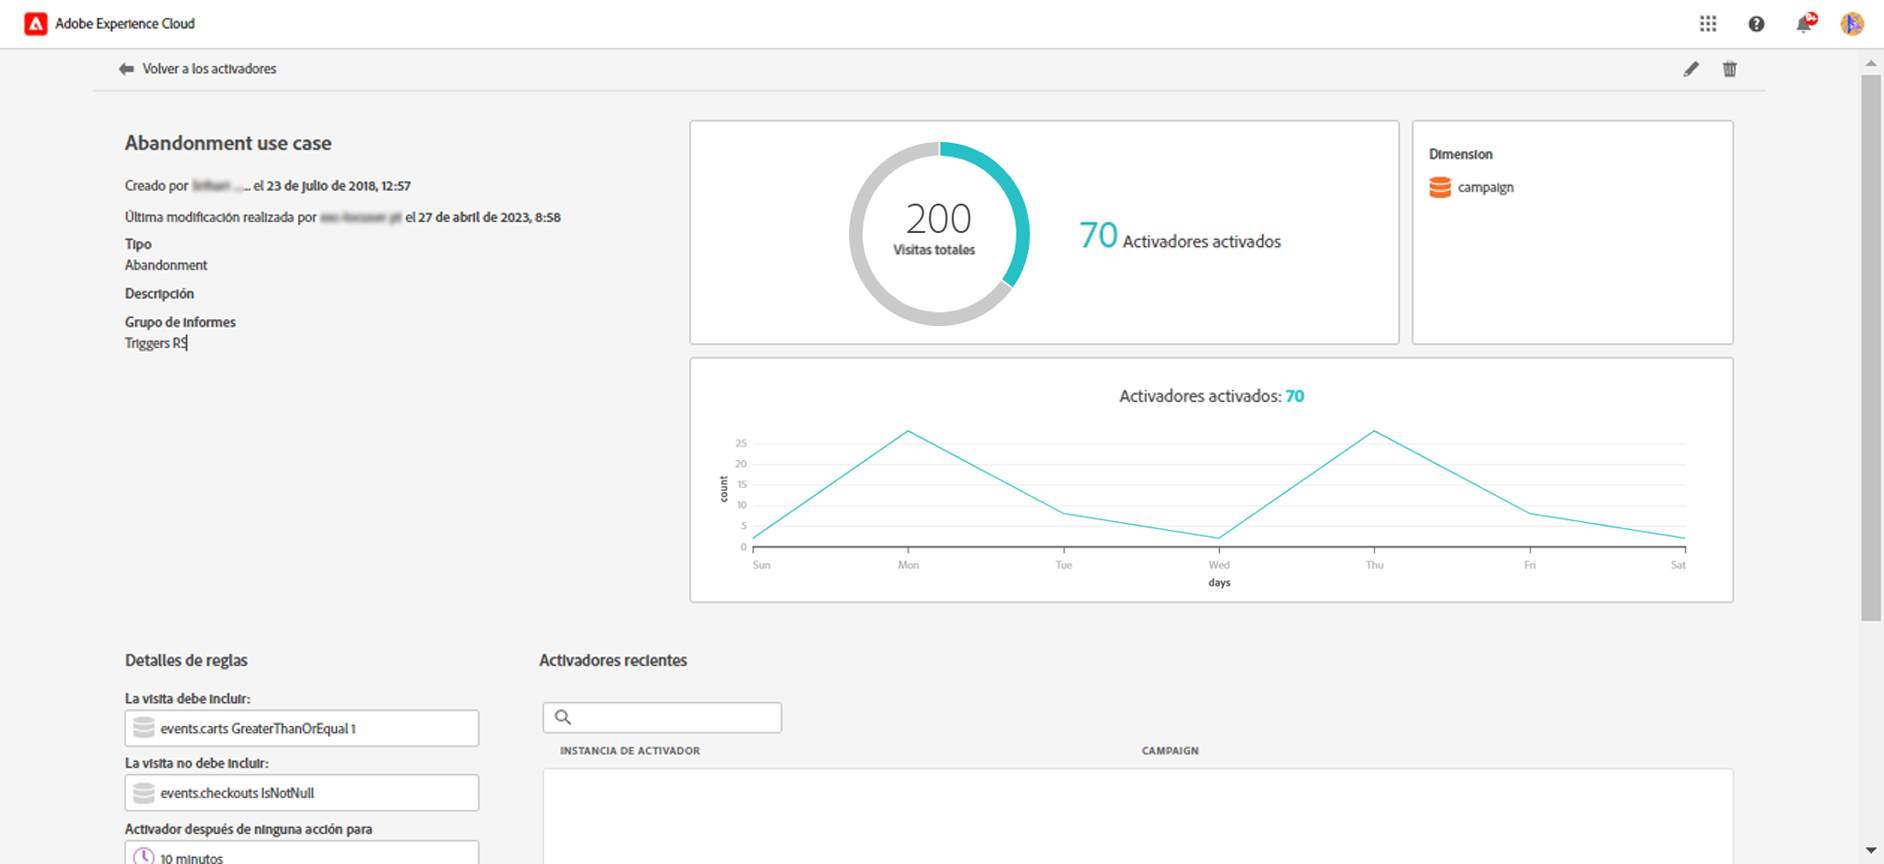 Adobe Experience Cloud
9+
Volver a los activadores
Abandonment use case
Creado por ... el 23 de julio de 2018, 12:57
Última modificación realizada por el 27 de abril de 2023, 8:58
Tipo
Abandonment
Descripción
Grupo de informes
Triggers RS
200
Visitas totales
70 Activadores activados
Dimension
campaign
Activadores activados: 70
25
20
15
10
5
0
count
Sun Mon Tue Wed Thu Fri Sat
days
Detalles de reglas
La visita debe incluir:
events.carts GreaterThanOrEqual 1
La visita no debe incluir:
events.checkouts IsNotNull
Activador después de ninguna acción para
10 minutos
Activadores recientes
INSTANCIA DE ACTIVADOR CAMPAIGN